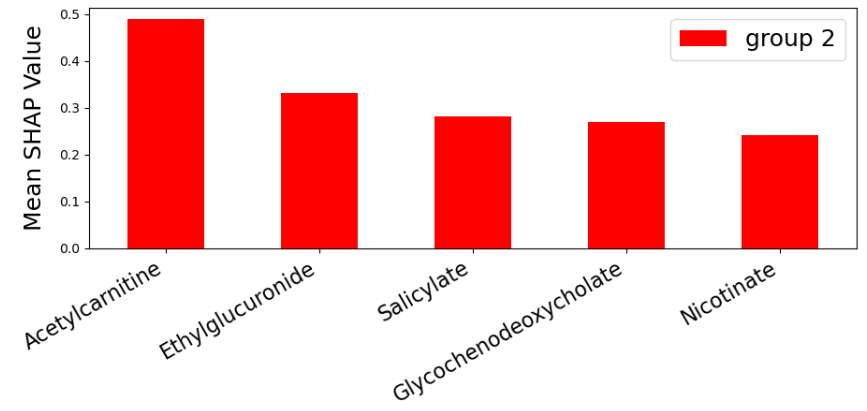 Mean SHAP Value
0.5
0.4
0.3
0.2
0.1
0.0
group 2
Acetylcarnitine
Ethylglucuronide
Salicylate
Glycochenodeoxycholate
Nicotinate